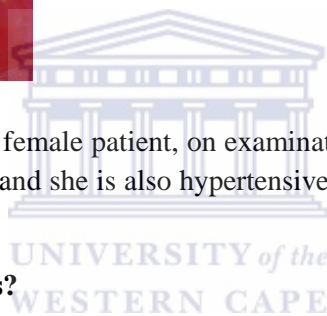 female patient, on examinat
and she is also hypertensive
UNIVERSITY of the
?
WESTERN CAPE